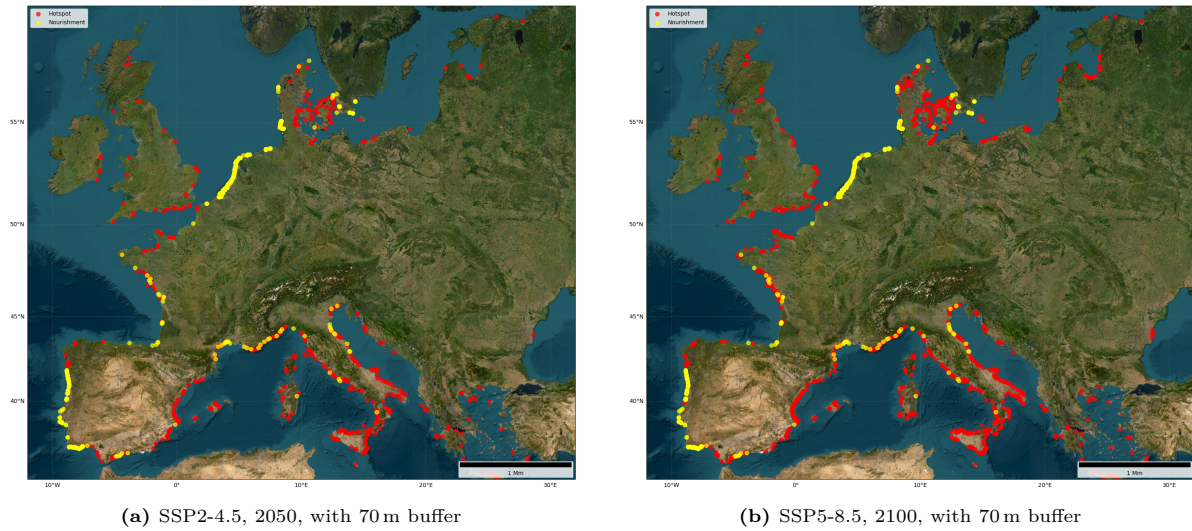 Hotspot
Nourishment
55°N
50°N
45°N
40°N
10°W
0°
10°E
20°E
30°E
1 Mm
(a) SSP2-4.5, 2050, with 70 m buffer
Hotspot
Nourishment
55°N
50°N
45°N
40°N
10°W
0°
10°E
20°E
30°E
1 Mm
(b) SSP5-8.5, 2100, with 70 m buffer